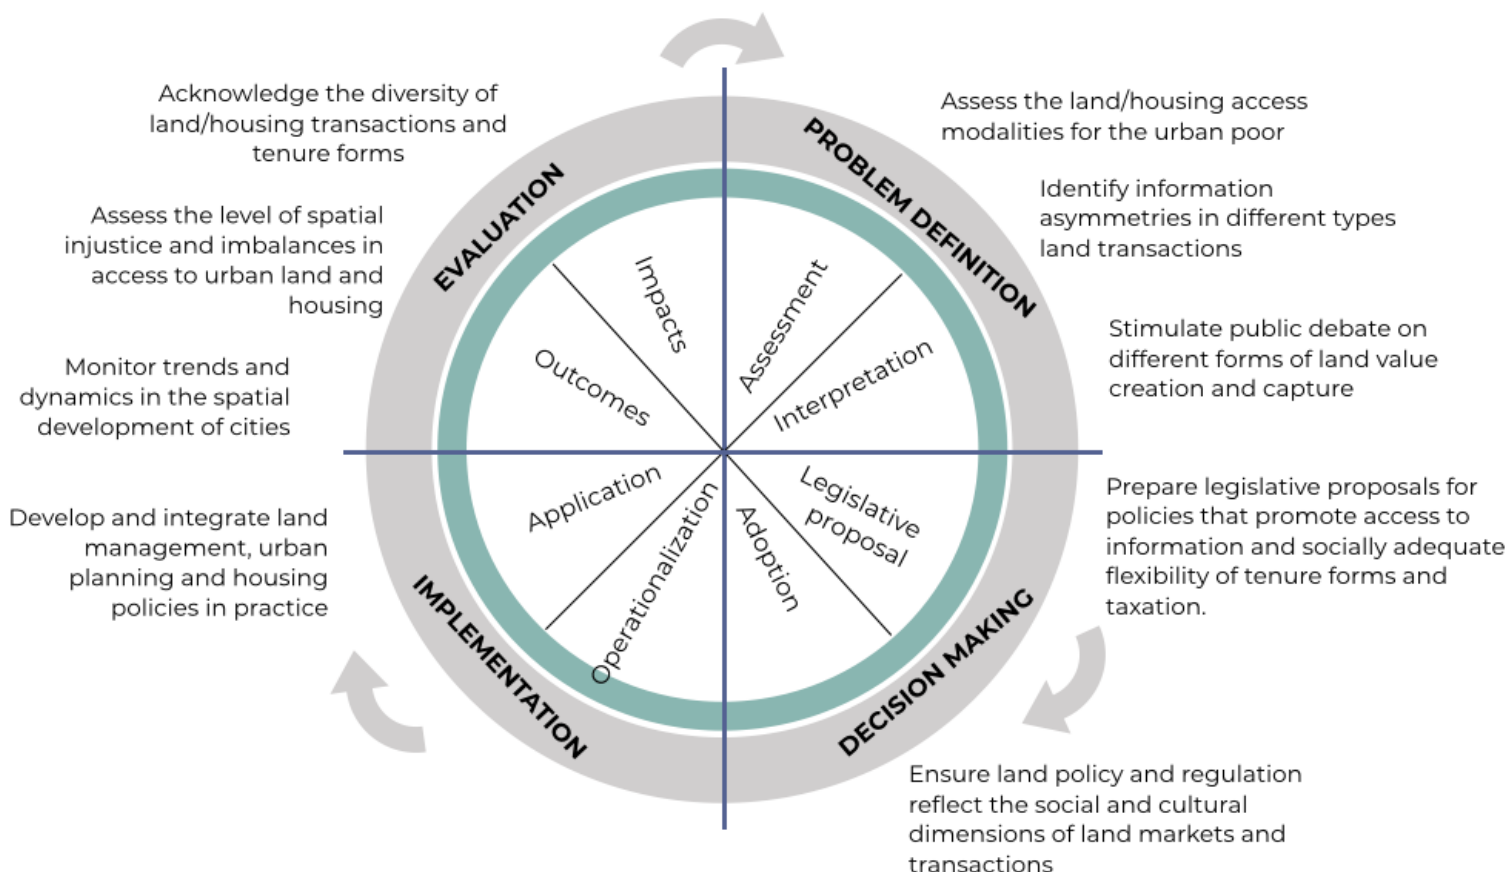 Acknowledge the diversity of
land/housing transactions and
tenure forms
Assess the level of spatial
injustice and imbalances in
access to urban land and
housing
Monitor trends and
dynamics in the spatial
development of cities
Develop and integrate land
management, urban
planning and housing
policies in practice
EVALUATION
PROBLEM DEFINITION
Impacts
Assessment
Outcomes
Interpretation
Application
Operationalization
Adoption
Legislative
proposal
IMPLEMENTATION
DECISION MAKING
Assess the land/housing access
modalities for the urban poor
Identify information
asymmetries in different types
land transactions
Stimulate public debate on
different forms of land value
creation and capture
Prepare legislative proposals for
policies that promote access to
information and socially adequate
flexibility of tenure forms and
taxation.
Ensure land policy and regulation
reflect the social and cultural
dimensions of land markets and
transactions